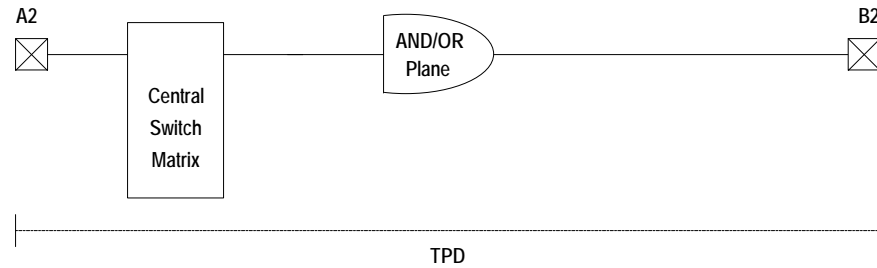 A2
B2
AND/OR
Plane
Central
Switch
Matrix
TPD